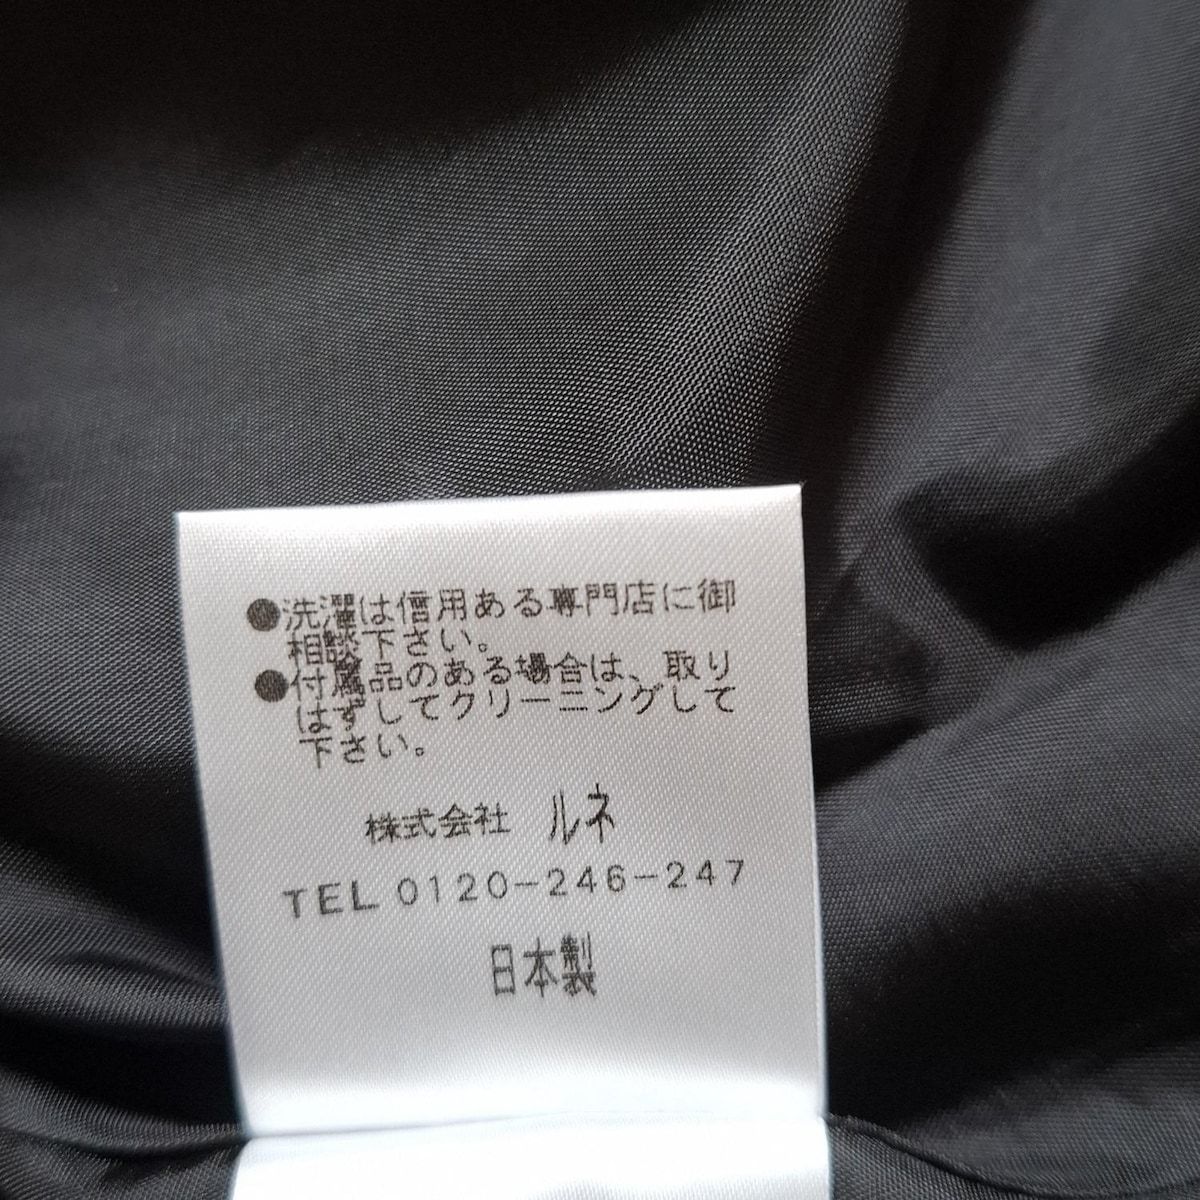 ●洗濯は信用ある専門店に御
相談下さい。
●付属品のある場合は、取り
はずしてクリーニングして
下さい。
株式会社 ルネ
TEL 0120-246-247
日本製